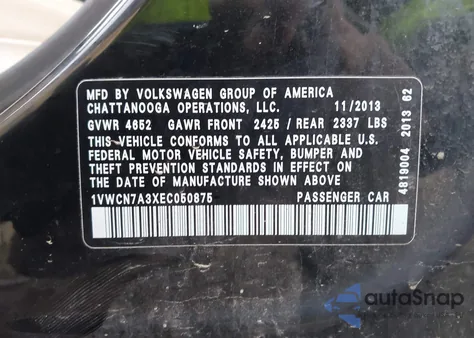 MFD BY VOLKSWAGEN GROUP OF AMERICA
CHATTANOOGA OPERATIONS, LLC. 11/2013
GVWR 4652 GAWR FRONT 2425 / REAR 2337 LBS
THIS VEHICLE CONFORMS TO ALL APPLICABLE U.S.
FEDERAL MOTOR VEHICLE SAFETY, BUMPER AND
THEFT PREVENTION STANDARDS IN EFFECT ON
THE DATE OF MANUFACTURE SHOWN ABOVE
1VWCN7A3XEC050875 PASSENGER CAR
4819004 2013 62
autoSnap